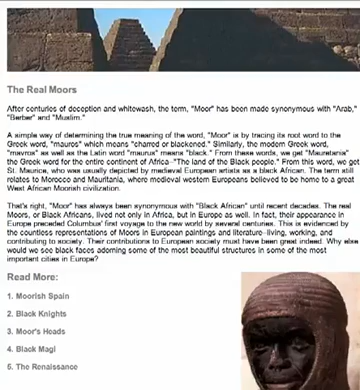 The Real Moors
After centuries of deception and whitewash, the term, "Moor" has been made synonymous with "Arab,"
"Berber" and "Muslim."
A simple way of determining the true meaning of the word, "Moor" is by tracing its root word to the
Greek word, "mauros" which means "charred or blackened." Similarly, the modern Greek word,
"mavros" as well as the Latin word "maurus" means "black." From these words, we get "Mauretania"
the Greek word for the entire continent of Africa-"The land of the Black people." From this word, we get
St. Maurice, who was usually depicted by medieval European artists as a black African. The term still
relates to Morocco and Mauritania, where medieval western Europeans believed to be home to a great
West African Moorish civilization.
That's right, "Moor" has always been synonymous with "Black African" until recent decades. The real
Moors, or Black Africans, lived not only in Africa, but in Europe as well. In fact, their appearance in
Europe preceded Columbus' first voyage to the new world by several centuries. This is evidenced by
the countless representations of Moors in European paintings and literature--living, working, and
contributing to society. Their contributions to European society must have been great indeed. Why else
would we see black faces adorning some of the most beautiful structures in some of the most
important cities in Europe?
Read More:
1. Moorish Spain
2. Black Knights
3. Moor's Heads
4. Black Magi
5. The Renaissance